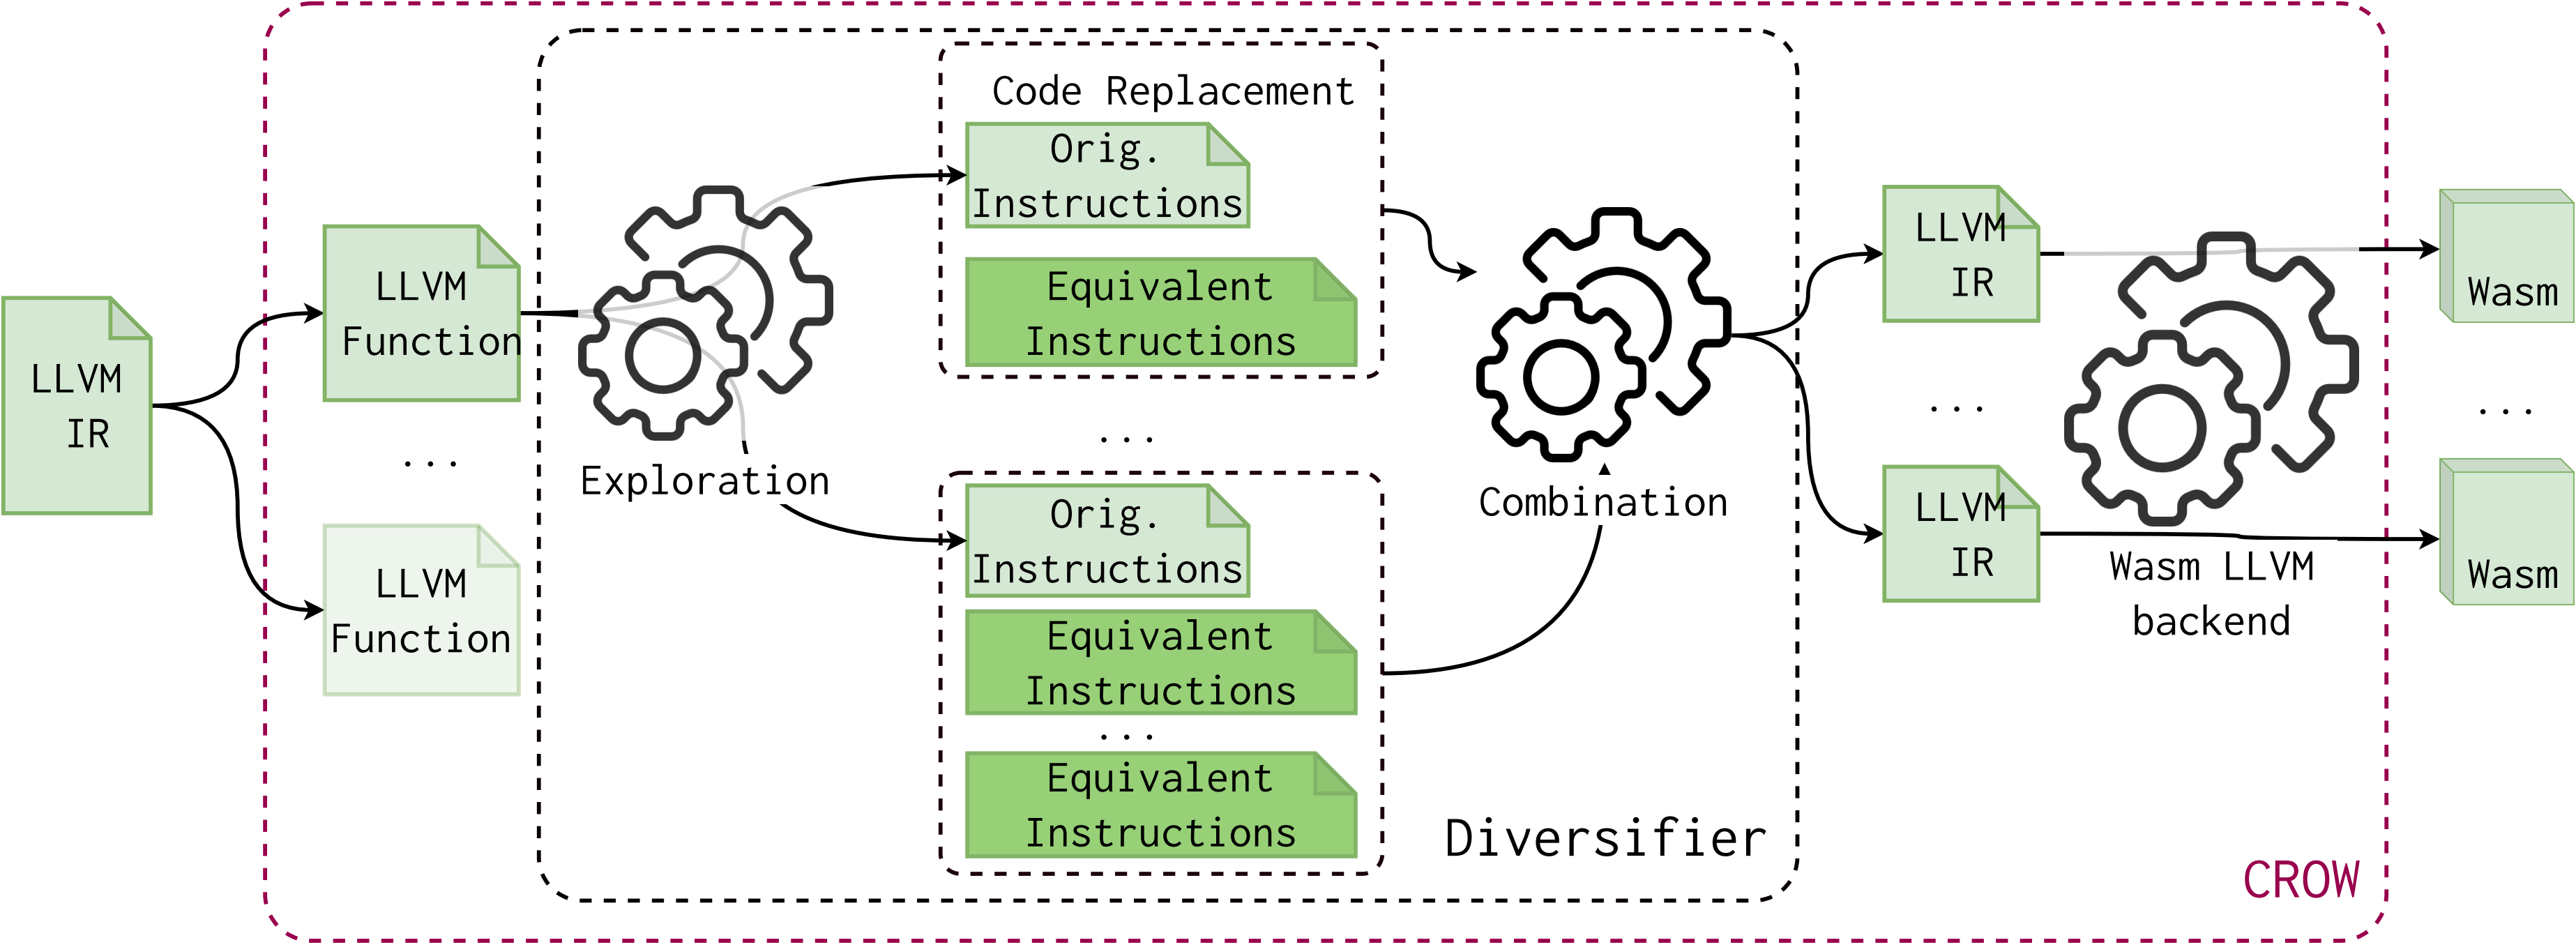 LLVM
IR
LLVM
Function
...
LLVM
Function
Exploration
Code Replacement
Orig.
Instructions
Equivalent
Instructions
...
Orig.
Instructions
Equivalent
Instructions
...
Equivalent
Instructions
Combination
Diversifier
LLVM
IR
...
LLVM
IR
Wasm LLVM
backend
CROW
Wasm
...
Wasm